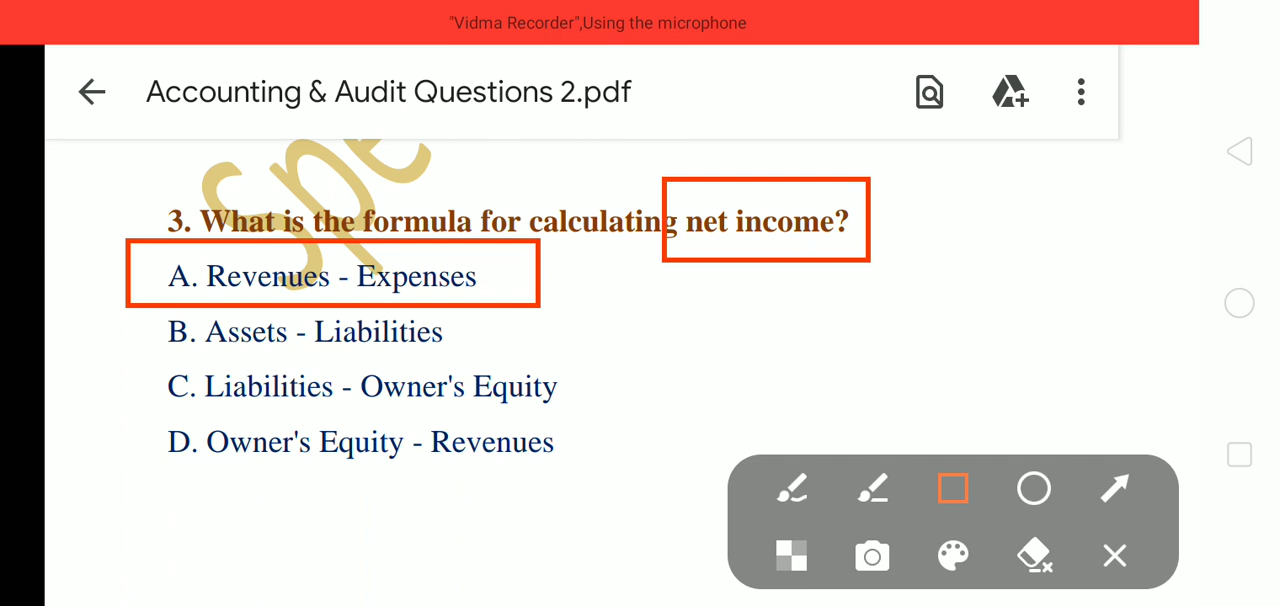 "Vidma Recorder",Using the microphone
Accounting & Audit Questions 2.pdf
Spe
3. What is the formula for calculating net income?
A. Revenues - Expenses
B. Assets - Liabilities
C. Liabilities - Owner's Equity
D. Owner's Equity - Revenues